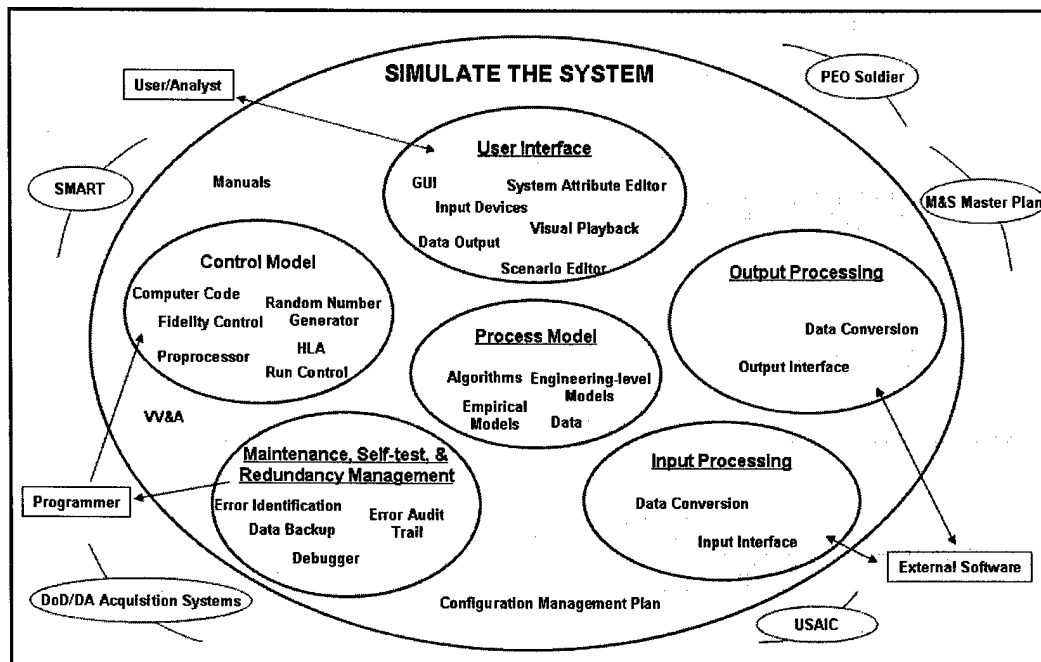 SIMULATE THE SYSTEM
User/Analyst
PEO Soldier
SMART
Manuals
M&S Master Plan
User Interface
GUI
System Attribute Editor
Input Devices
Visual Playback
Data Output
Scenario Editor
Control Model
Computer Code
Random Number
Generator
Fidelity Control
HLA
Proprocessor
Run Control
Output Processing
Data Conversion
Output Interface
Process Model
Algorithms
Engineering-level
Models
Empirical
Models
Data
VV&A
Maintenance, Self-test, &
Redundancy Management
Error Identification
Error Audit
Trail
Data Backup
Debugger
Input Processing
Data Conversion
Input Interface
Programmer
External Software
DoD/DA Acquisition Systems
Configuration Management Plan
USAIC